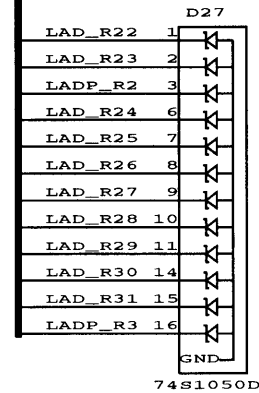 D27
LAD_R22 1
LAD_R23 2
LADP_R2 3
LAD_R24 6
LAD_R25 7
LAD_R26 8
LAD_R27 9
LAD_R28 10
LAD_R29 11
LAD_R30 14
LAD_R31 15
LADP_R3 16
GND
74S1050D